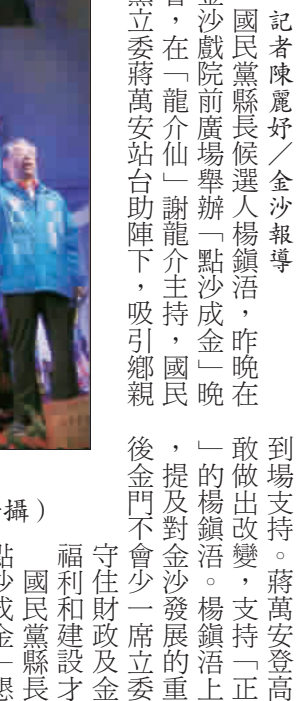 記者陳麗妤／金沙報導
國民黨縣長候選人楊鎮浯，昨晚在
金沙戲院前廣場舉辦「點沙成金」晚
，在「龍介仙」謝龍介主持，國民
黨立委蔣萬安站台助陣下，吸引鄉親
到場支持。蔣萬安登高
敢做出改變，支持「正
」的楊鎮浯。楊鎮浯上
，提及對金沙發展的重
後金門不會少一席立委
守住財政及金
福利和建設才
國民黨縣長
點沙成金」懇
攝）